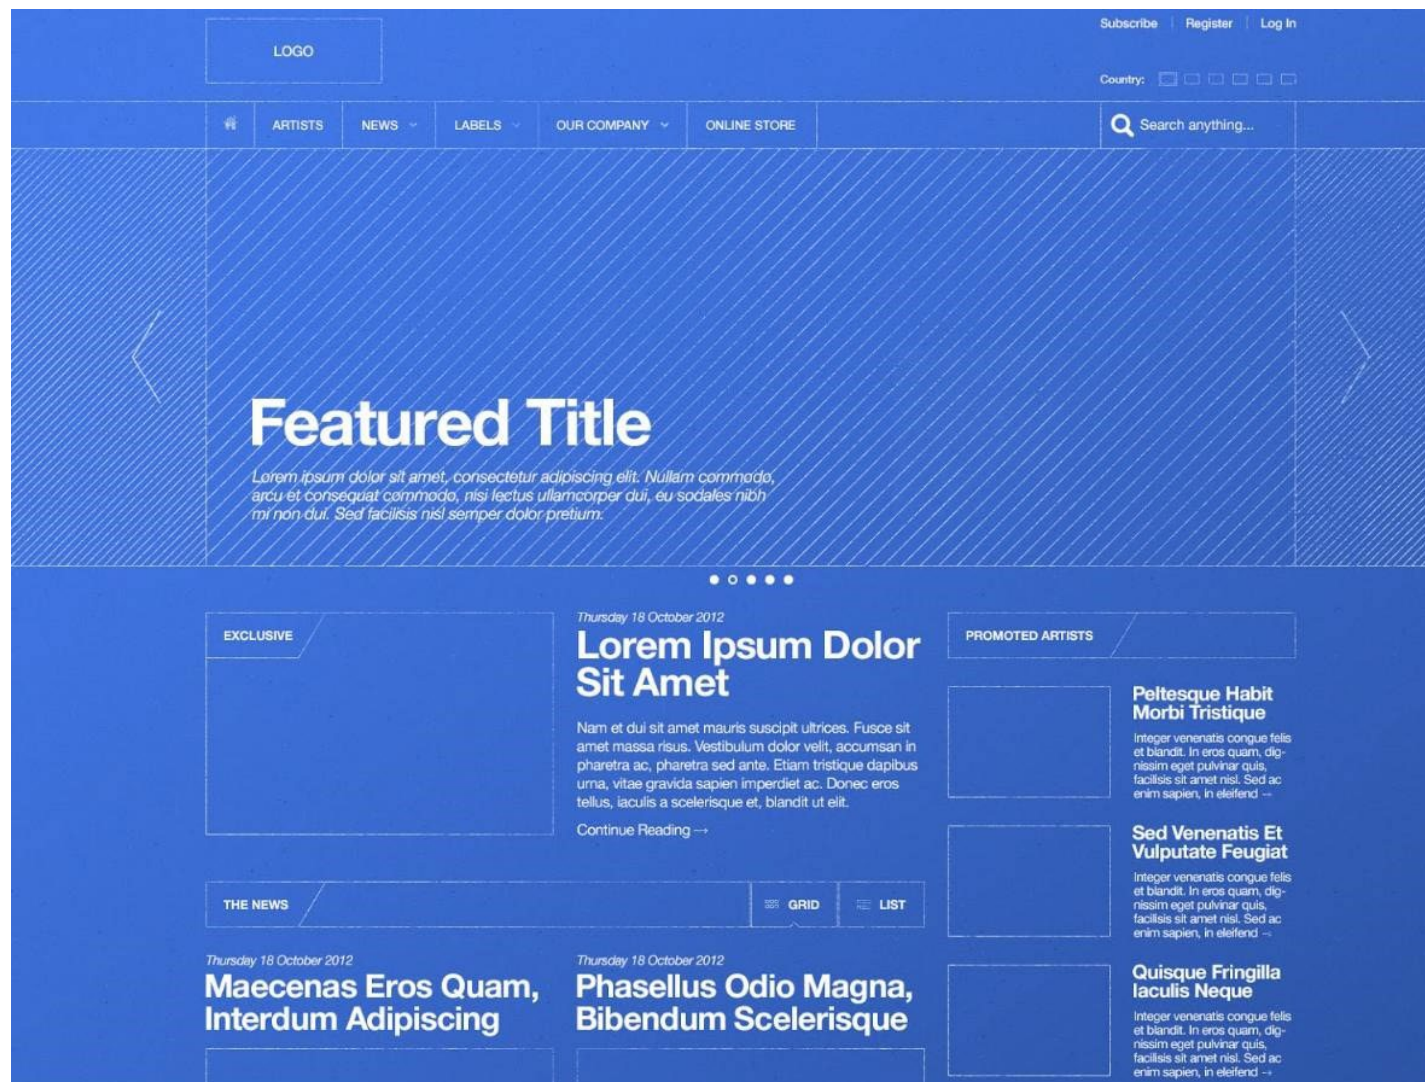 Subscribe
Register
Log In
LOGO
Country:
ARTISTS
NEWS
LABELS
OUR COMPANY
ONLINE STORE
Search anything...
Featured Title
Lorem ipsum dolor sit amet, consectetur adipiscing elit. Nullam commodo,
arcu et consequat commodo, nisi lectus ullamcorper dui, eu sodales nibh
mi non dui. Sed facilisis nisl semper dolor pretium.
EXCLUSIVE
Thursday 18 October 2012
Lorem Ipsum Dolor
Sit Amet
Nam et dui sit amet mauris suscipit ultrices. Fusce sit
amet massa risus. Vestibulum dolor velit, accumsan in
pharetra ac, pharetra sed ante. Etiam tristique dapibus
urna, vitae gravida sapien imperdiet ac. Donec eros
tellus, iaculis a scelerisque et, blandit ut elit.
Continue Reading →
THE NEWS
GRID
LIST
Thursday 18 October 2012
Maecenas Eros Quam,
Interdum Adipiscing
Thursday 18 October 2012
Phasellus Odio Magna,
Bibendum Scelerisque
PROMOTED ARTISTS
Peltesque Habit
Morbi Tristique
Integer venenatis congue felis
et blandit. In eros quam, dig-
nissim eget pulvinar quis,
facilisis sit amet nisl. Sed ac
enim sapien, in eleifend →
Sed Venenatis Et
Vulputate Feugiat
Integer venenatis congue felis
et blandit. In eros quam, dig-
nissim eget pulvinar quis,
facilisis sit amet nisl. Sed ac
enim sapien, in eleifend →
Quisque Fringilla
Iaculis Neque
Integer venenatis congue felis
et blandit. In eros quam, dig-
nissim eget pulvinar quis,
facilisis sit amet nisl. Sed ac
enim sapien, in eleifend →